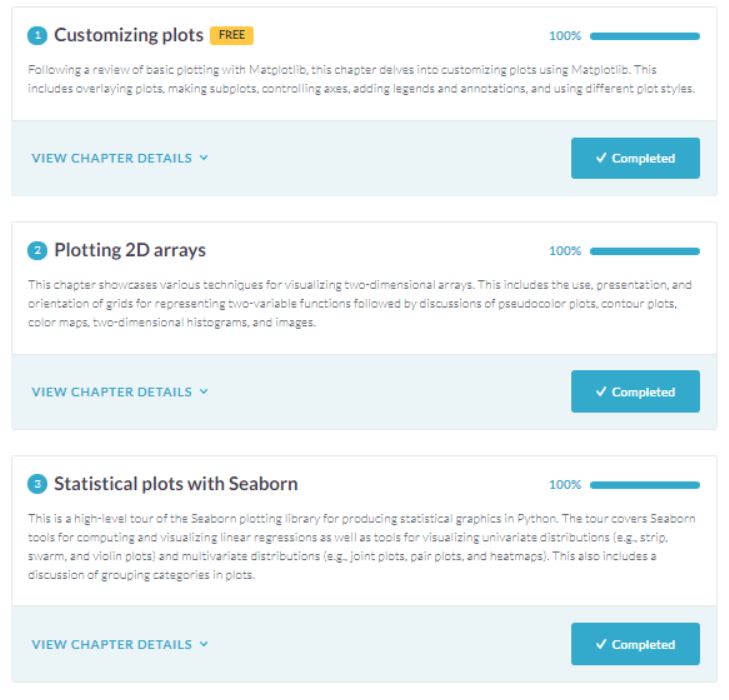 1 Customizing plots FREE 100%
Following a review of basic plotting with Matplotlib, this chapter delves into customizing plots using Matplotlib. This
includes overlaying plots, making subplots, controlling axes, adding legends and annotations, and using different plot styles.
VIEW CHAPTER DETAILS Completed
2 Plotting 2D arrays 100%
This chapter showcases various techniques for visualizing two-dimensional arrays. This includes the use, presentation, and
orientation of grids for representing two-variable functions followed by discussions of pseudocolor plots, contour plots,
color maps, two-dimensional histograms, and images.
VIEW CHAPTER DETAILS Completed
3 Statistical plots with Seaborn 100%
This is a high-level tour of the Seaborn plotting library for producing statistical graphics in Python. The tour covers Seaborn
tools for computing and visualizing linear regressions as well as tools for visualizing univariate distributions (e.g., strip,
swarm, and violin plots) and multivariate distributions (e.g., joint plots, pair plots, and heatmaps). This also includes a
discussion of grouping categories in plots.
VIEW CHAPTER DETAILS Completed